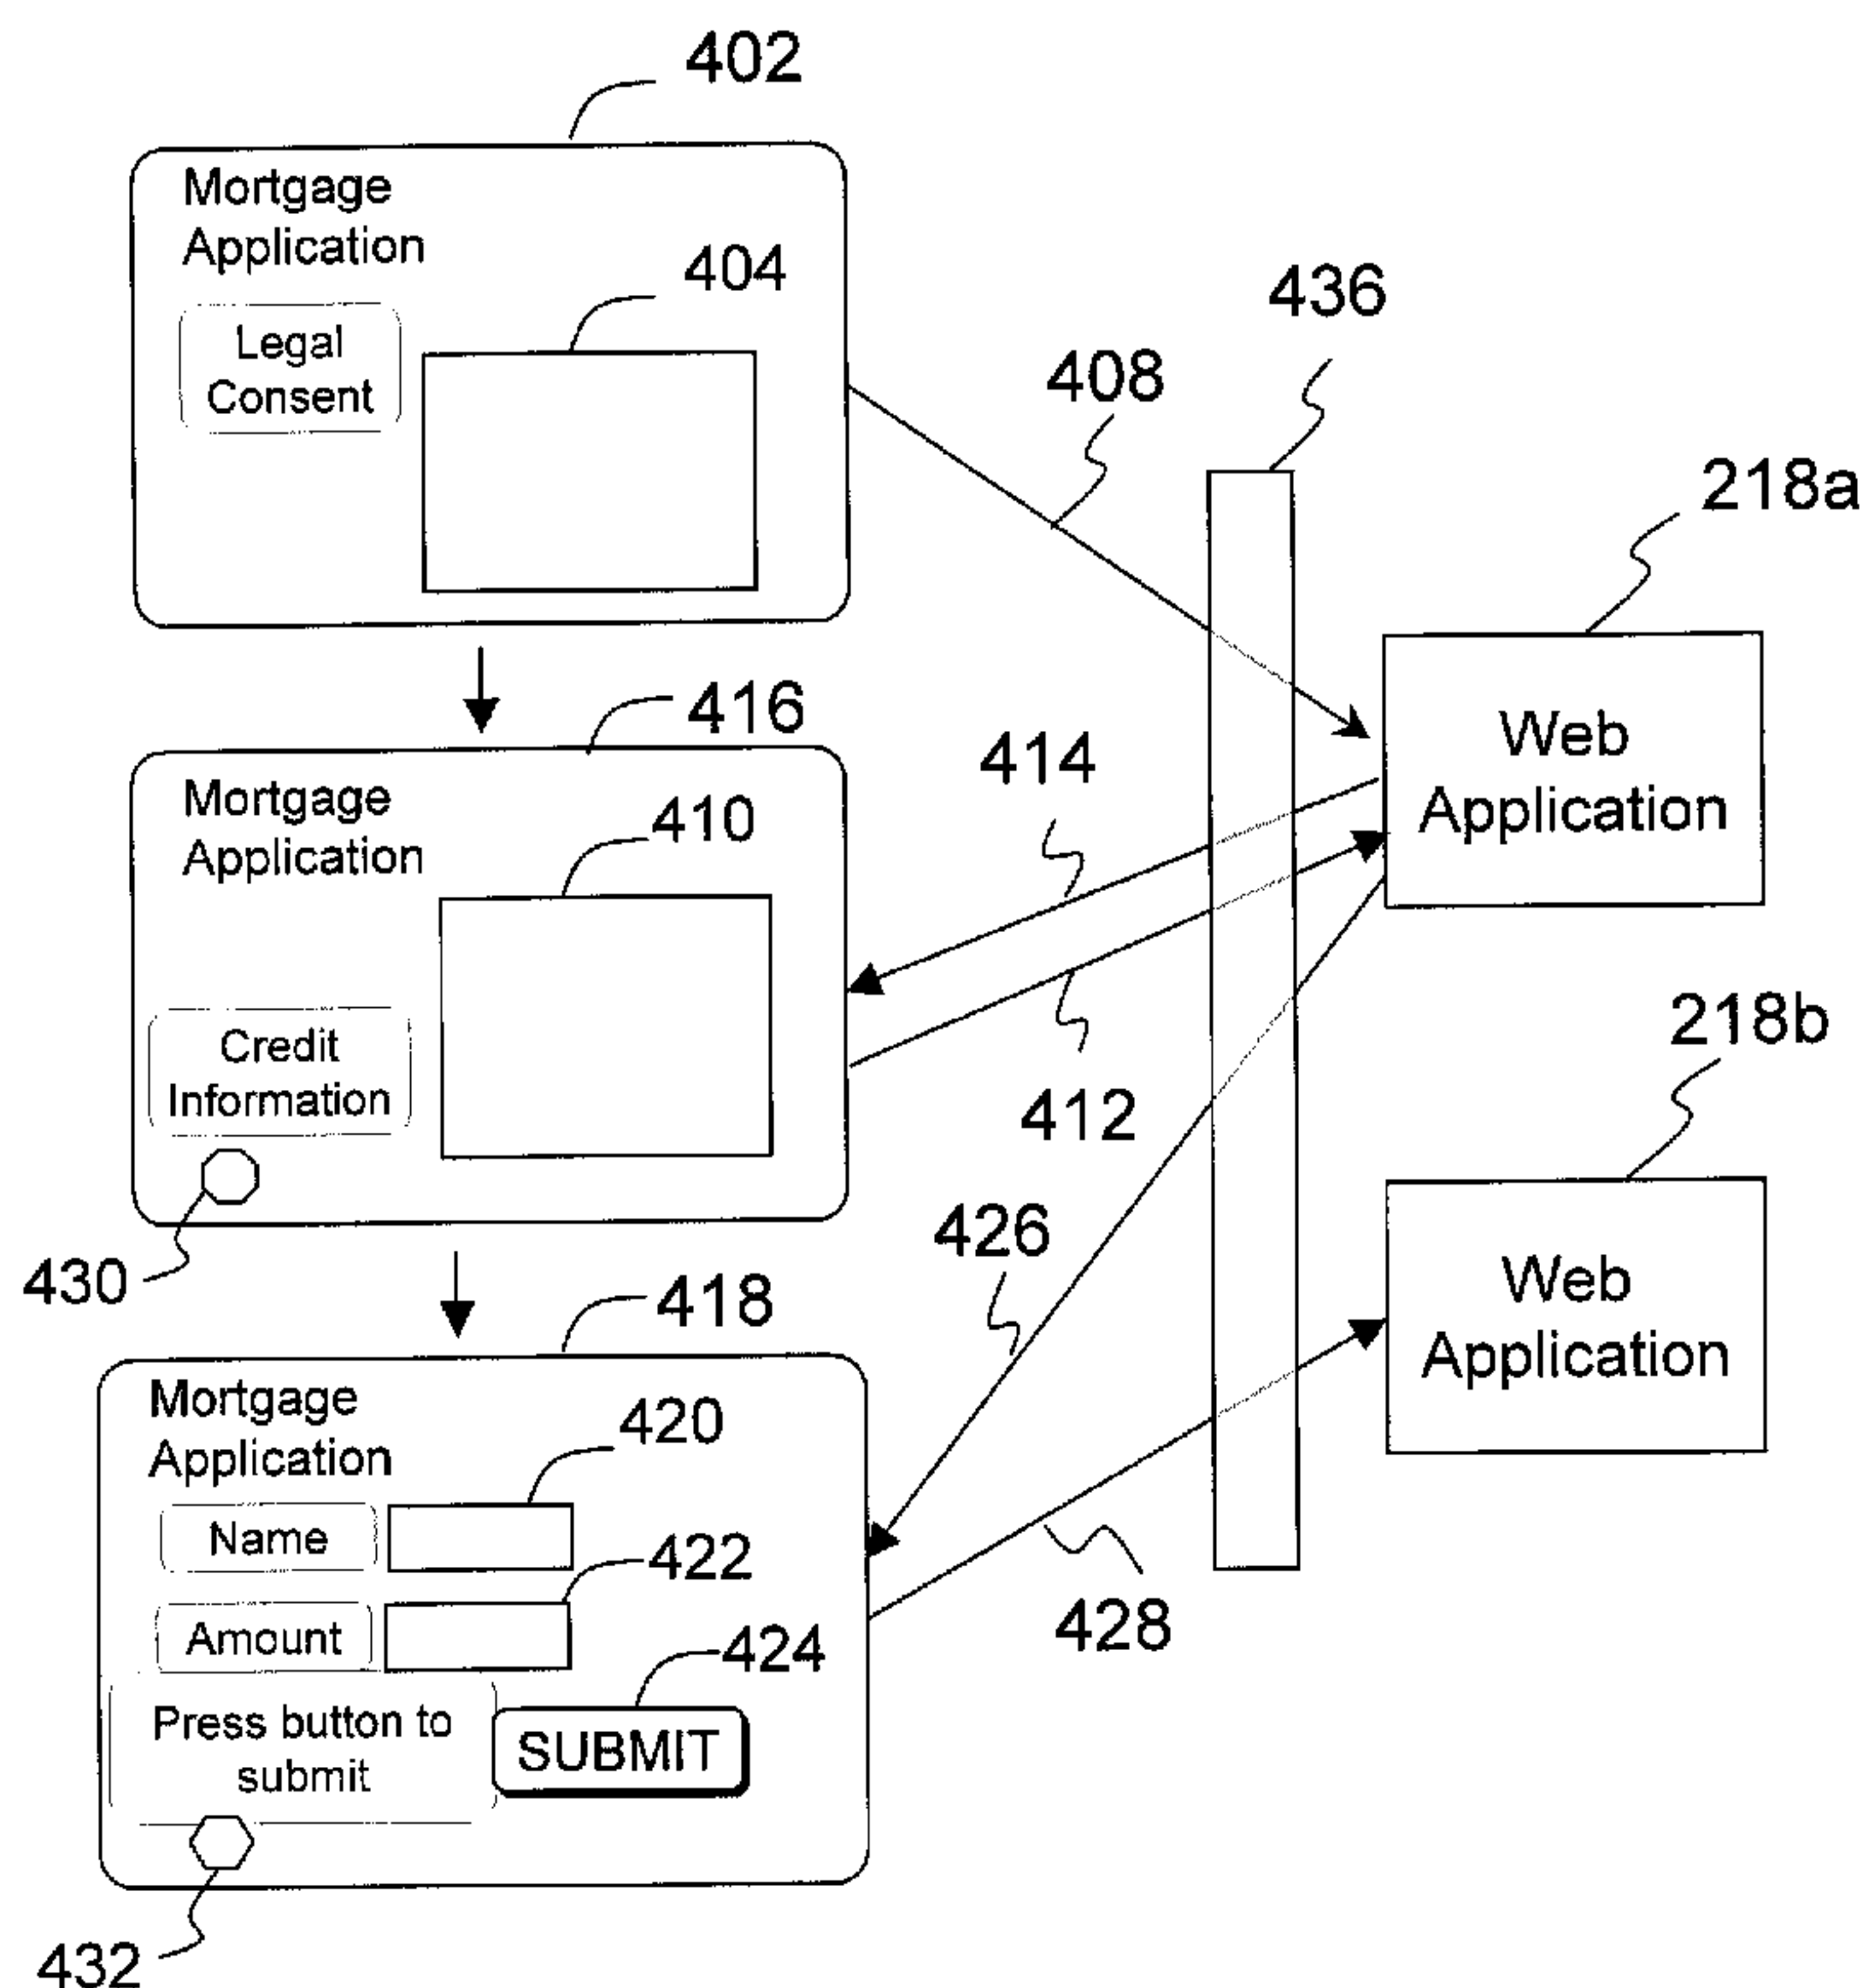 402
Mortgage
Application
404
Legal
Consent
436
408
218a
416
Mortgage
Application
410
414
Web
Application
Credit
Information
412
218b
430
426
418
Web
Application
Mortgage
Application
420
Name
422
Amount
424
428
Press button to
submit
SUBMIT
432